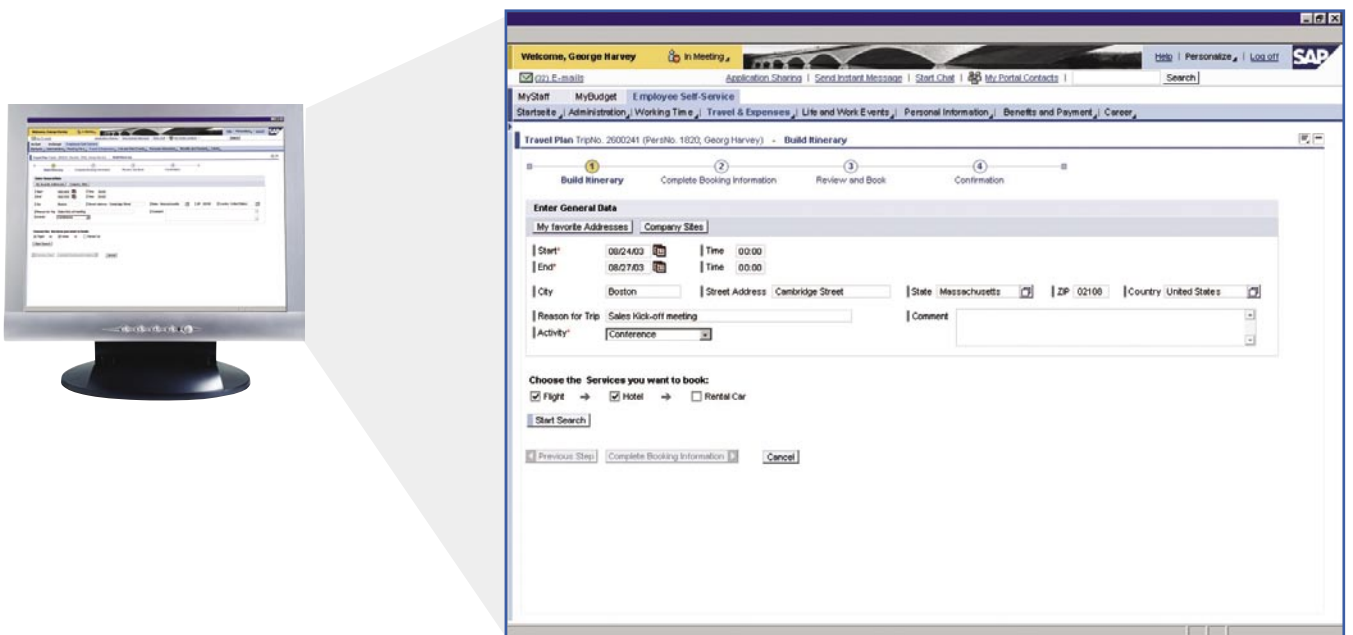 Welcome, George Harvey In Meeting Help | Personalize | Log off SAP
(02) E-mails Application Sharing | Send Instant Message | Start Chat | My Portal Contacts | Search
MyStaff MyBudget Employee Self-Service
Startseite | Administration | Working Time | Travel & Expenses | Life and Work Events | Personal Information | Benefits and Payment | Career
Travel Plan TripNo. 2600241 (PersNo. 1820, Georg Harvey) - Build Itinerary
1 2 3 4
Build Itinerary Complete Booking Information Review and Book Confirmation
Enter General Data
My favorite Addresses Company Sites
Start* 08/24/03 Time 00:00
End* 08/27/03 Time 00:00
City Boston Street Address Cambridge Street State Massachusetts ZIP 02108 Country United States
Reason for Trip Sales Kick-off meeting Comment
Activity* Conference
Choose the Services you want to book:
Flight Hotel Rental Car
Start Search
Previous Step Complete Booking Information Cancel